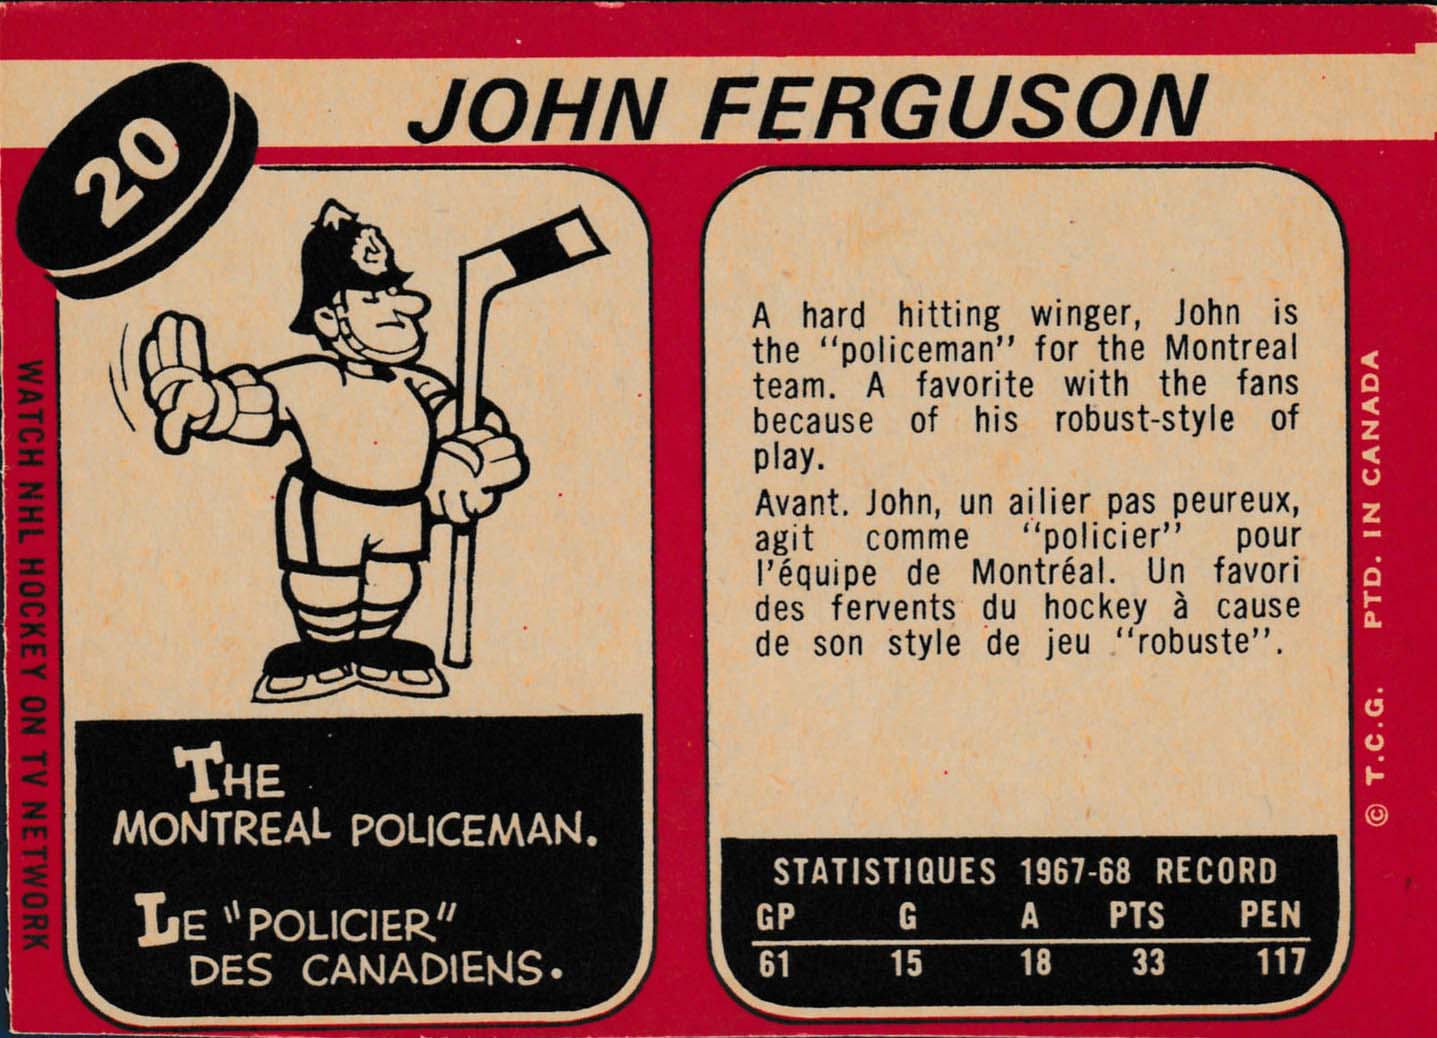 20
JOHN FERGUSON
WATCH NHL HOCKEY ON TV NETWORK
THE
MONTREAL POLICEMAN.
LE "POLICIER"
DES CANADIENS.
A hard hitting winger, John is
the "policeman" for the Montreal
team. A favorite with the fans
because of his robust-style of
play.
Avant. John, un ailier pas peureux,
agit comme "policier" pour
l'équipe de Montréal. Un favori
des fervents du hockey à cause
de son style de jeu "robuste".
STATISTIQUES 1967-68 RECORD
GP G A PTS PEN
61 15 18 33 117
© T.C.G. PTD. IN CANADA